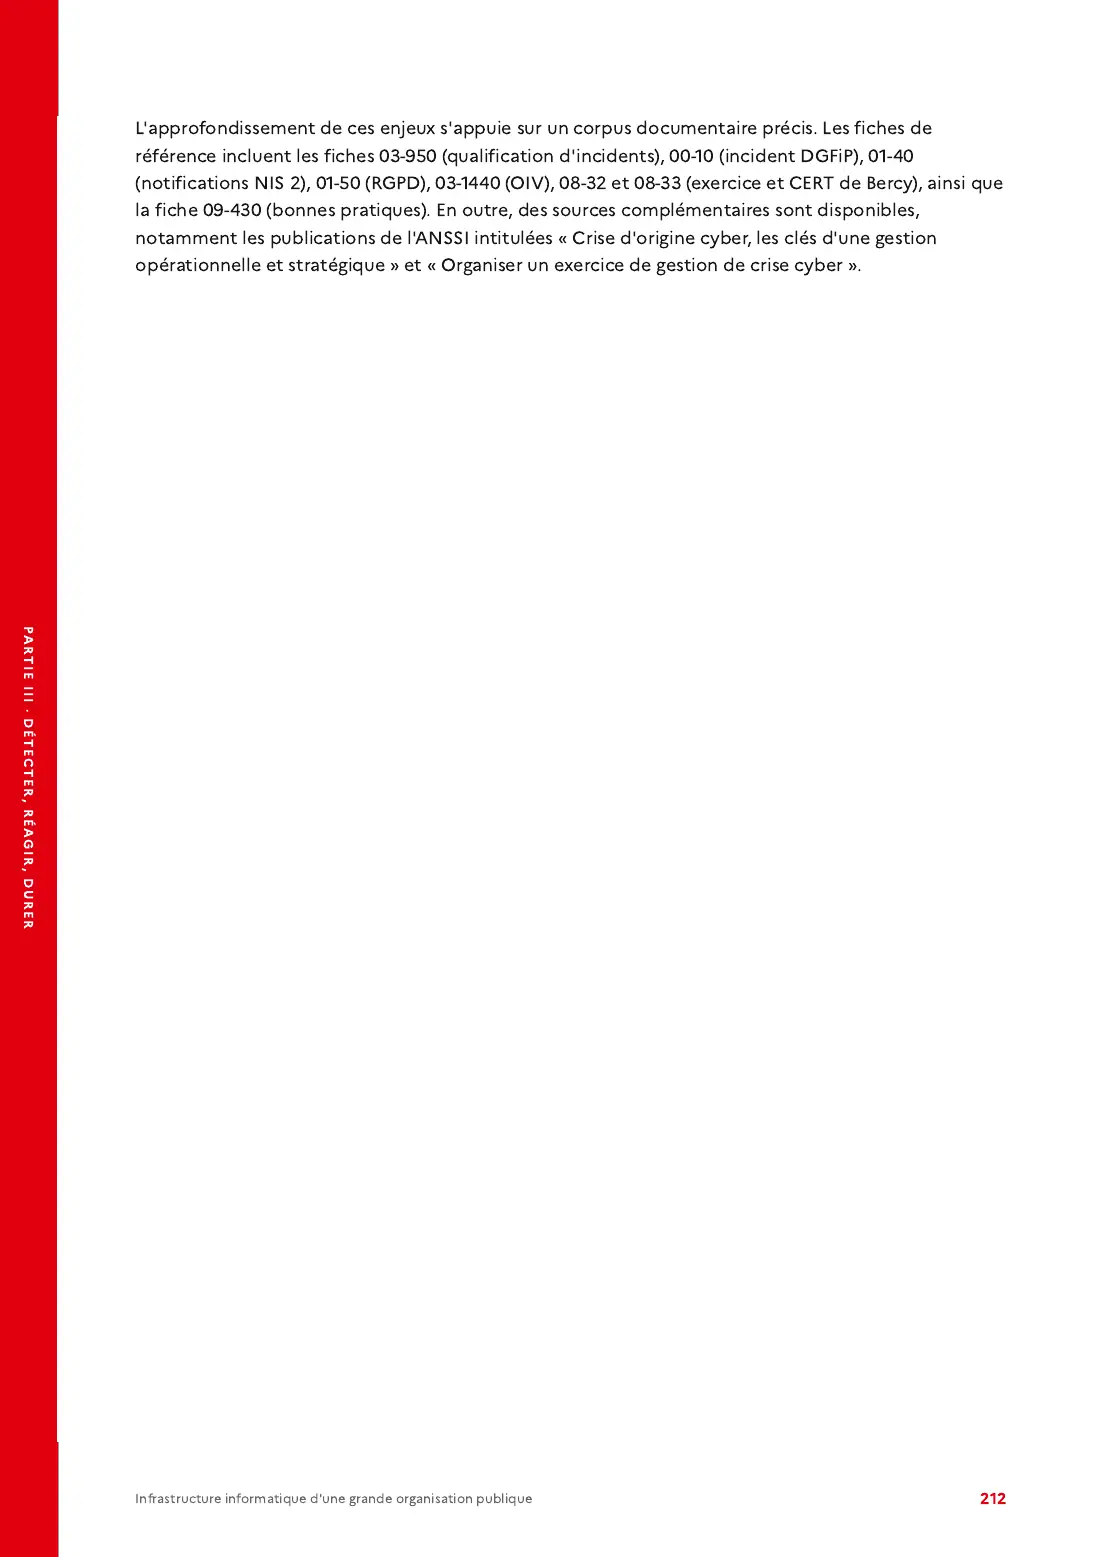 L'approfondissement de ces enjeux s'appuie sur un corpus documentaire précis. Les fiches de
référence incluent les fiches 03-950 (qualification d'incidents), 00-10 (incident DGFiP), 01-40
(notifications NIS 2), 01-50 (RGPD), 03-1440 (OIV), 08-32 et 08-33 (exercice et CERT de Bercy), ainsi que
la fiche 09-430 (bonnes pratiques). En outre, des sources complémentaires sont disponibles,
notamment les publications de l'ANSSI intitulées « Crise d'origine cyber, les clés d'une gestion
opérationnelle et stratégique » et « Organiser un exercice de gestion de crise cyber ».
PARTIE III · DÉTECTER, RÉAGIR, DURER
Infrastructure informatique d'une grande organisation publique
212